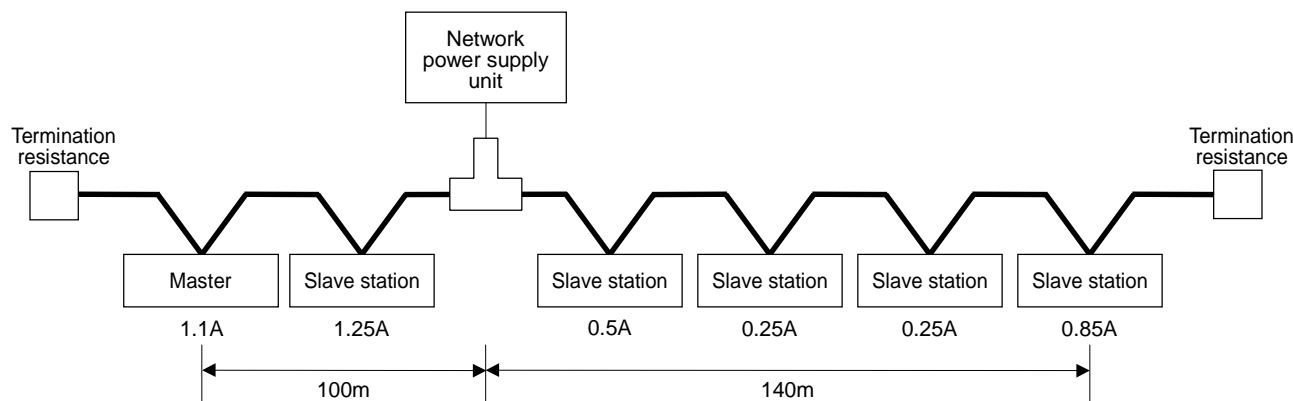 Network
power supply
unit
Termination
resistance
Termination
resistance
Master
Slave station
Slave station
Slave station
Slave station
Slave station
1.1A
1.25A
0.5A
0.25A
0.25A
0.85A
100m
140m